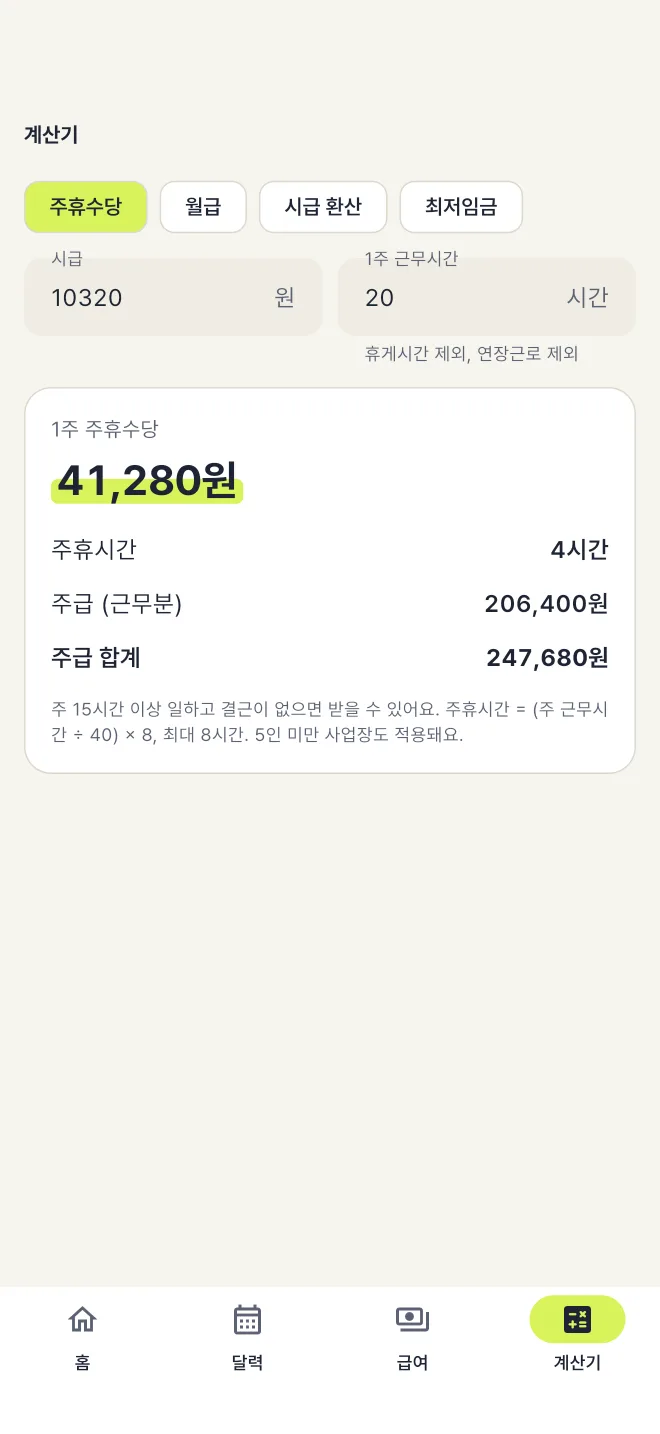 계산기
주휴수당 월급 시급 환산 최저임금
시급 1주 근무시간
10320 원 20 시간
휴게시간 제외, 연장근로 제외
1주 주휴수당
41,280원
주휴시간 4시간
주급 (근무분) 206,400원
주급 합계 247,680원
주 15시간 이상 일하고 결근이 없으면 받을 수 있어요. 주휴시간 = (주 근무시
간 ÷ 40) × 8, 최대 8시간. 5인 미만 사업장도 적용돼요.
홈 달력 급여 계산기